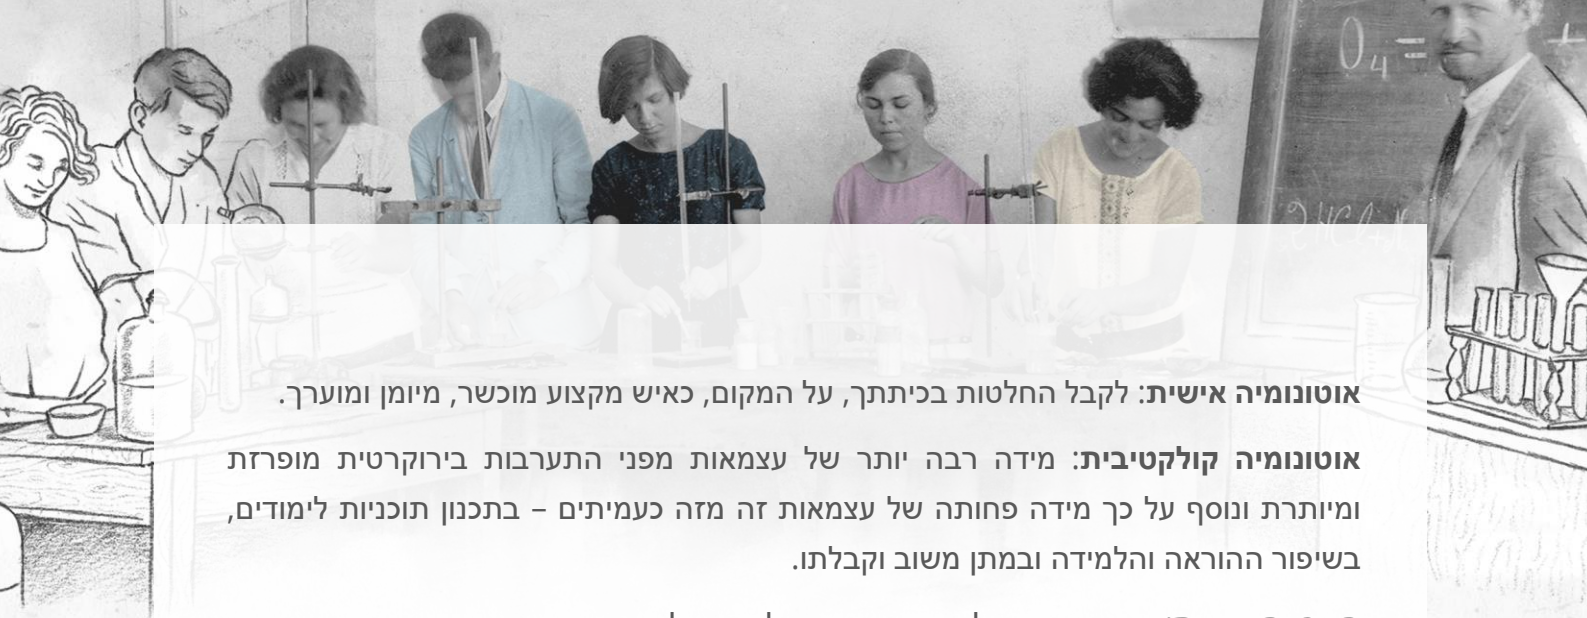 O₄ =
אוטונומיה אישית: לקבל החלטות בכיתתך, על המקום, כאיש מקצוע מוכשר, מיומן ומוערך.
אוטונומיה קולקטיבית: מידה רבה יותר של עצמאות מפני התערבות בירוקרטית מופרזת
ומיותרת ונוסף על כך מידה פחותה של עצמאות זה מזה כעמיתים – בתכנון תוכניות לימודים,
בשיפור ההוראה והלמידה ובמתן משוב וקבלתו.